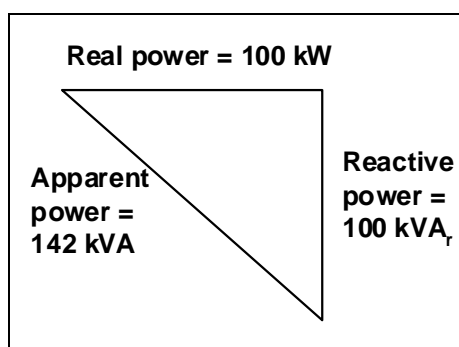 Real power = 100 kW
Apparent
power =
142 kVA
Reactive
power =
100 kVAr